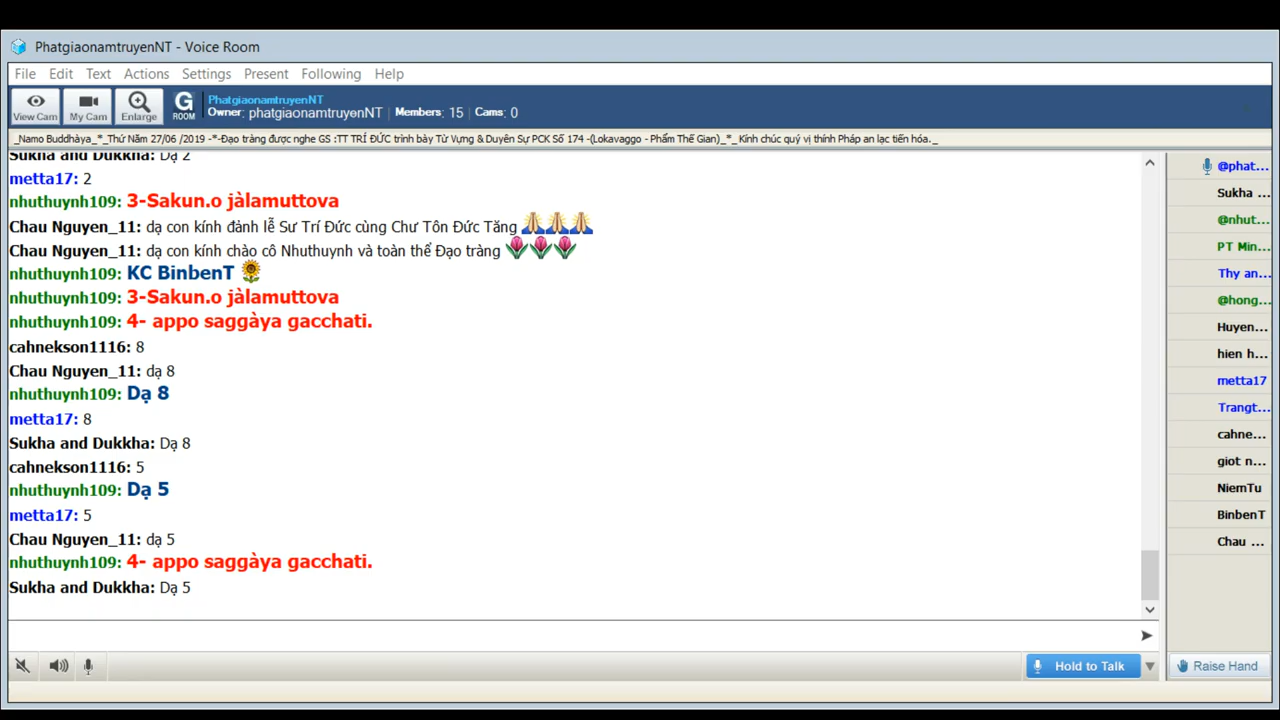 PhatgiaonamtruyenNT - Voice Room
File Edit Text Actions Settings Present Following Help
View Cam My Cam Enlarge G ROOM PhatgiaonamtruyenNT
Owner: phatgiaonamtruyenNT Members: 15 Cams: 0
_Namo Buddhàya_*_Thứ Năm 27/06 /2019 -*-Đạo tràng được nghe GS :TT TRÍ ĐỨC trình bày Từ Vựng & Duyên Sự PCK Số 174 -(Lokavaggo - Phẩm Thế Gian)_*_ Kính chúc quý vị thính Pháp an lạc tiến hóa._
Sukha and Dukkha: Dạ 2
metta17: 2
nhuthuynh109: 3-Sakun.o jàlamuttova
Chau Nguyen_11: dạ con kính đảnh lễ Sư Trí Đức cùng Chư Tôn Đức Tăng
Chau Nguyen_11: dạ con kính chào cô Nhuthuynh và toàn thể Đạo tràng
nhuthuynh109: KC BinbenT
nhuthuynh109: 3-Sakun.o jàlamuttova
nhuthuynh109: 4- appo saggàya gacchati.
cahnekson1116: 8
Chau Nguyen_11: dạ 8
nhuthuynh109: Dạ 8
metta17: 8
Sukha and Dukkha: Dạ 8
cahnekson1116: 5
nhuthuynh109: Dạ 5
metta17: 5
Chau Nguyen_11: dạ 5
nhuthuynh109: 4- appo saggàya gacchati.
Sukha and Dukkha: Dạ 5
@phat...
Sukha ...
@nhut...
PT Min...
Thy an...
@hong...
Huyen...
hien h...
metta17
Trangt...
cahne...
giot n...
NiemTu
BinbenT
Chau ...
Hold to Talk
Raise Hand